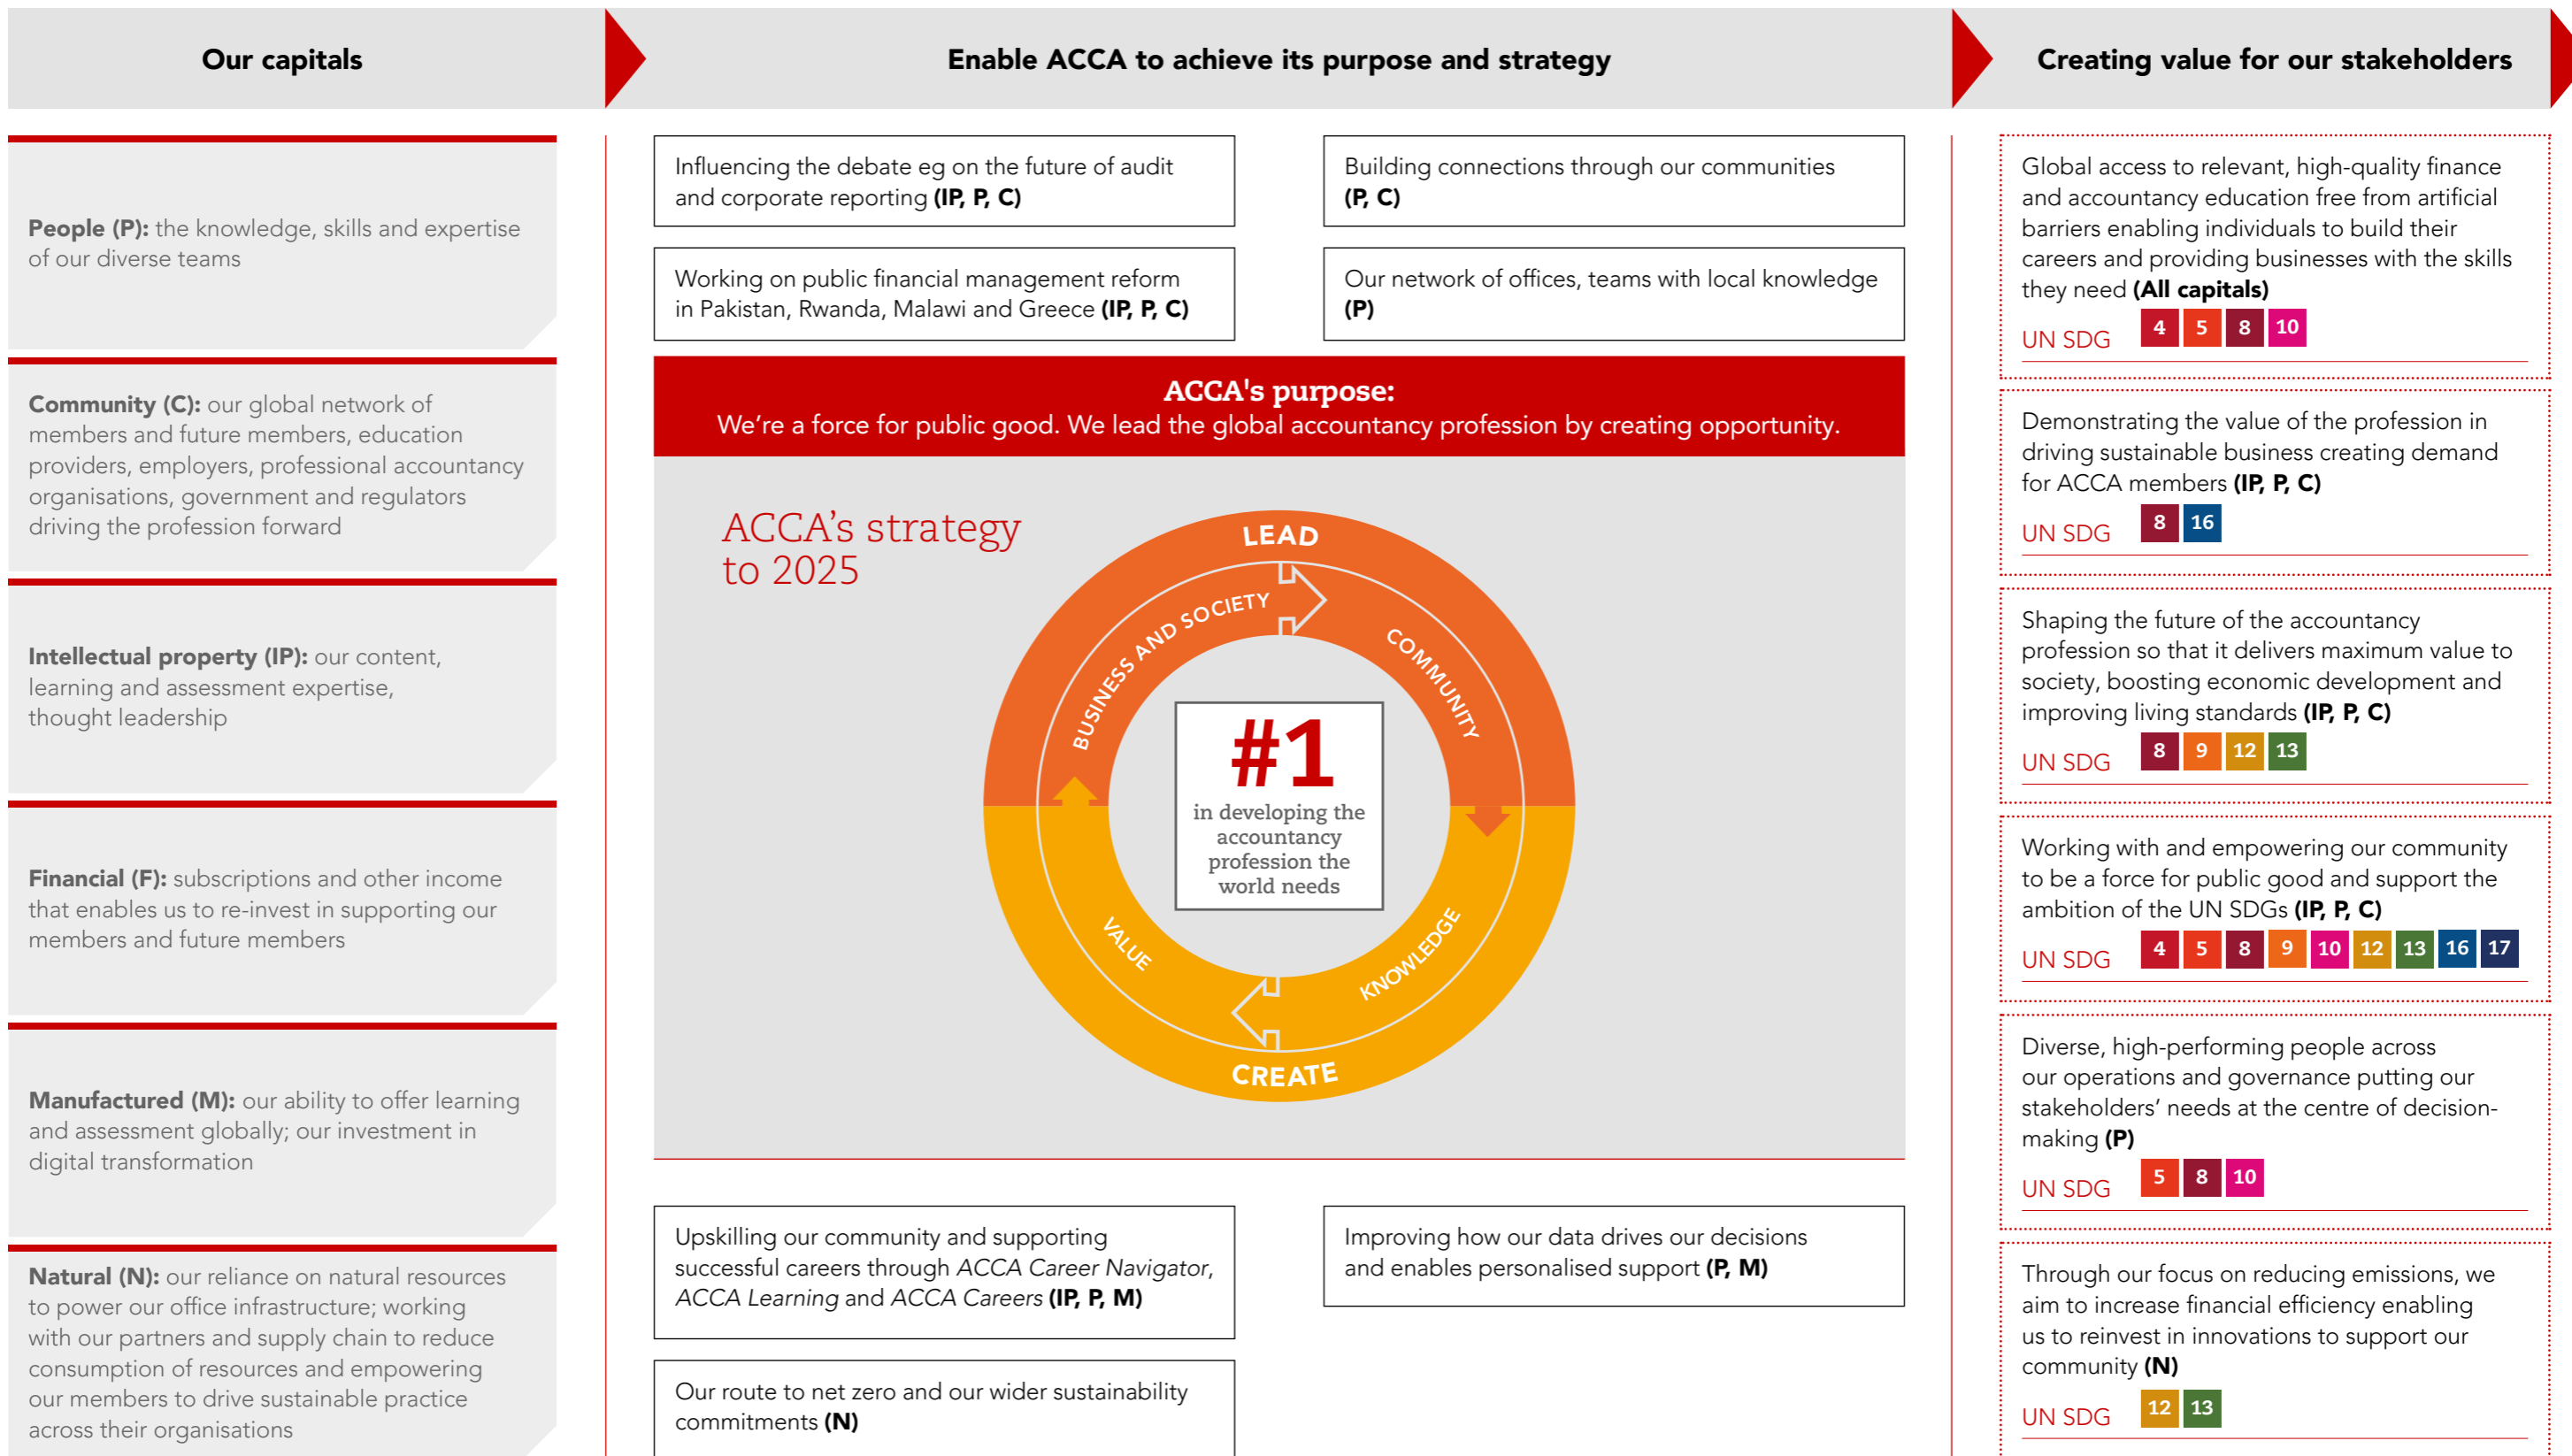 Our capitals
Enable ACCA to achieve its purpose and strategy
Creating value for our stakeholders
People (P): the knowledge, skills and expertise
of our diverse teams
Community (C): our global network of
members and future members, education
providers, employers, professional accountancy
organisations, government and regulators
driving the profession forward
Intellectual property (IP): our content,
learning and assessment expertise,
thought leadership
Financial (F): subscriptions and other income
that enables us to re-invest in supporting our
members and future members
Manufactured (M): our ability to offer learning
and assessment globally; our investment in
digital transformation
Natural (N): our reliance on natural resources
to power our office infrastructure; working
with our partners and supply chain to reduce
consumption of resources and empowering
our members to drive sustainable practice
across their organisations
Influencing the debate eg on the future of audit
and corporate reporting (IP, P, C)
Building connections through our communities
(P, C)
Working on public financial management reform
in Pakistan, Rwanda, Malawi and Greece (IP, P, C)
Our network of offices, teams with local knowledge
(P)
ACCA's purpose:
We’re a force for public good. We lead the global accountancy profession by creating opportunity.
ACCA’s strategy
to 2025
LEAD
BUSINESS AND SOCIETY
COMMUNITY
#1
in developing the
accountancy
profession the
world needs
VALUE
KNOWLEDGE
CREATE
Upskilling our community and supporting
successful careers through ACCA Career Navigator,
ACCA Learning and ACCA Careers (IP, P, M)
Improving how our data drives our decisions
and enables personalised support (P, M)
Our route to net zero and our wider sustainability
commitments (N)
Global access to relevant, high-quality finance
and accountancy education free from artificial
barriers enabling individuals to build their
careers and providing businesses with the skills
they need (All capitals)
UN SDG 4 5 8 10
Demonstrating the value of the profession in
driving sustainable business creating demand
for ACCA members (IP, P, C)
UN SDG 8 16
Shaping the future of the accountancy
profession so that it delivers maximum value to
society, boosting economic development and
improving living standards (IP, P, C)
UN SDG 8 9 12 13
Working with and empowering our community
to be a force for public good and support the
ambition of the UN SDGs (IP, P, C)
UN SDG 4 5 8 9 10 12 13 16 17
Diverse, high-performing people across
our operations and governance putting our
stakeholders’ needs at the centre of decision-
making (P)
UN SDG 5 8 10
Through our focus on reducing emissions, we
aim to increase financial efficiency enabling
us to reinvest in innovations to support our
community (N)
UN SDG 12 13